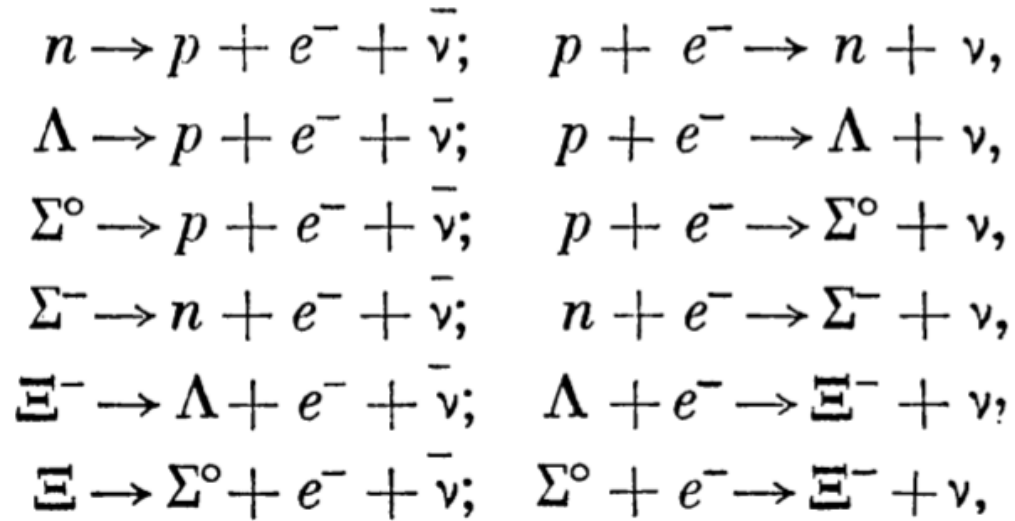 n → p + e⁻ + ν̄; p + e⁻ → n + ν,
Λ → p + e⁻ + ν̄; p + e⁻ → Λ + ν,
Σ° → p + e⁻ + ν̄; p + e⁻ → Σ° + ν,
Σ⁻ → n + e⁻ + ν̄; n + e⁻ → Σ⁻ + ν,
Ξ⁻ → Λ + e⁻ + ν̄; Λ + e⁻ → Ξ⁻ + ν,
Ξ → Σ° + e⁻ + ν̄; Σ° + e⁻ → Ξ⁻ + ν,